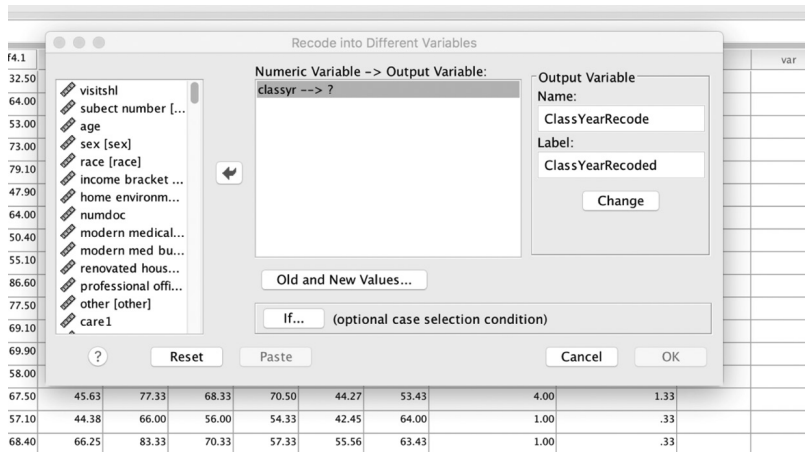 Recode into Different Variables
f4.1
var
32.50
64.00
53.00
73.00
79.10
47.90
64.00
50.40
55.10
86.60
77.50
69.10
69.90
58.00
visitshl
subect number [...
age
sex [sex]
race [race]
income bracket ...
home environm...
numdoc
modern medical...
modern med bu...
renovated hous...
professional offi...
other [other]
care1
Numeric Variable -> Output Variable:
classyr --> ?
Output Variable
Name:
ClassYearRecode
Label:
ClassYearRecoded
Change
Old and New Values...
If... (optional case selection condition)
? Reset Paste Cancel OK
67.50 45.63 77.33 68.33 70.50 44.27 53.43 4.00 1.33
57.10 44.38 66.00 56.00 54.33 42.45 64.00 1.00 .33
68.40 66.25 83.33 70.33 57.33 55.56 63.43 1.00 .33